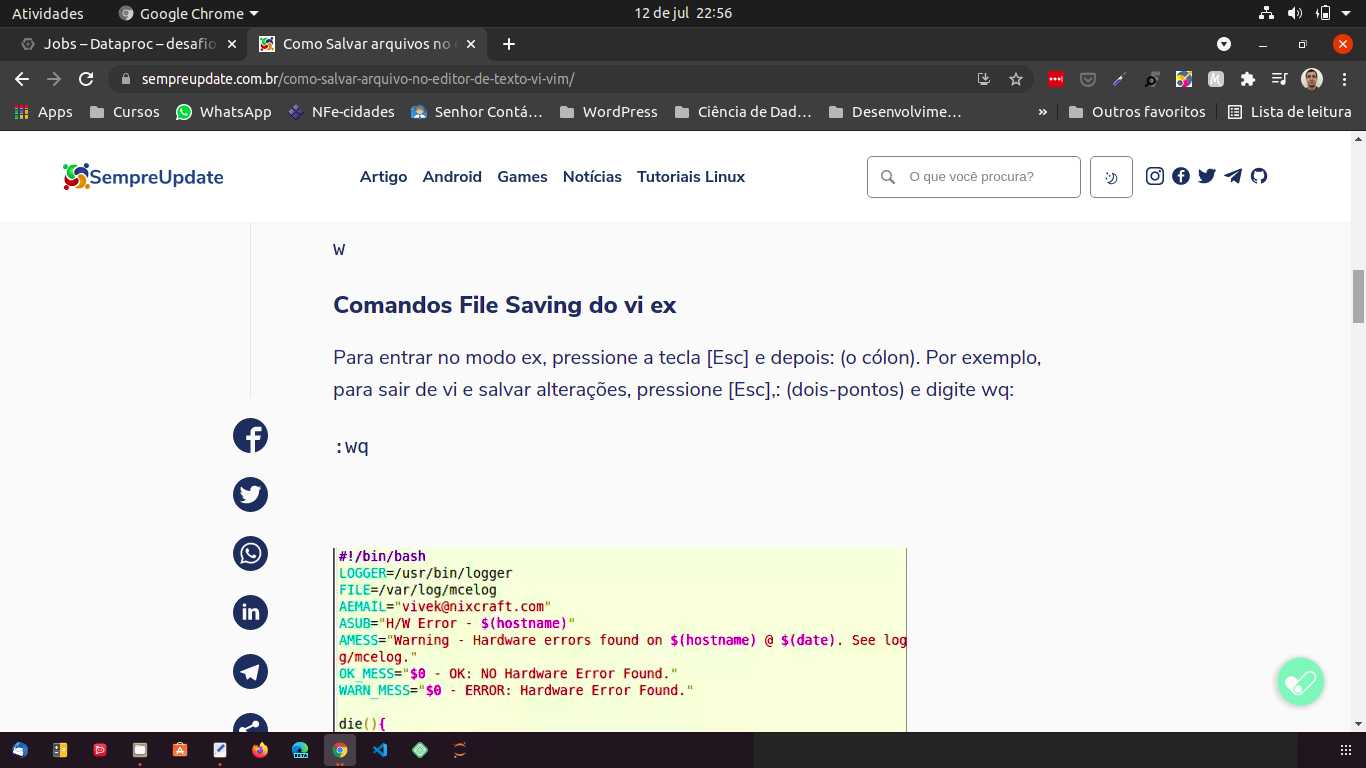 Atividades
Google Chrome
12 de jul 22:56
Jobs – Dataproc – desafio
Como Salvar arquivos no e
sempreupdate.com.br/como-salvar-arquivo-no-editor-de-texto-vi-vim/
Apps
Cursos
WhatsApp
NFe-cidades
Senhor Contá…
WordPress
Ciência de Dad…
Desenvolvime…
»
Outros favoritos
Lista de leitura
SempreUpdate
Artigo
Android
Games
Notícias
Tutoriais Linux
O que você procura?
w
Comandos File Saving do vi ex
Para entrar no modo ex, pressione a tecla [Esc] e depois: (o cólon). Por exemplo,
para sair de vi e salvar alterações, pressione [Esc],: (dois-pontos) e digite wq:
:wq
#!/bin/bash
LOGGER=/usr/bin/logger
FILE=/var/log/mcelog
AEMAIL="vivek@nixcraft.com"
ASUB="H/W Error - $(hostname)"
AMESS="Warning - Hardware errors found on $(hostname) @ $(date). See log
g/mcelog."
OK_MESS="$0 - OK: NO Hardware Error Found."
WARN_MESS="$0 - ERROR: Hardware Error Found."
die(){